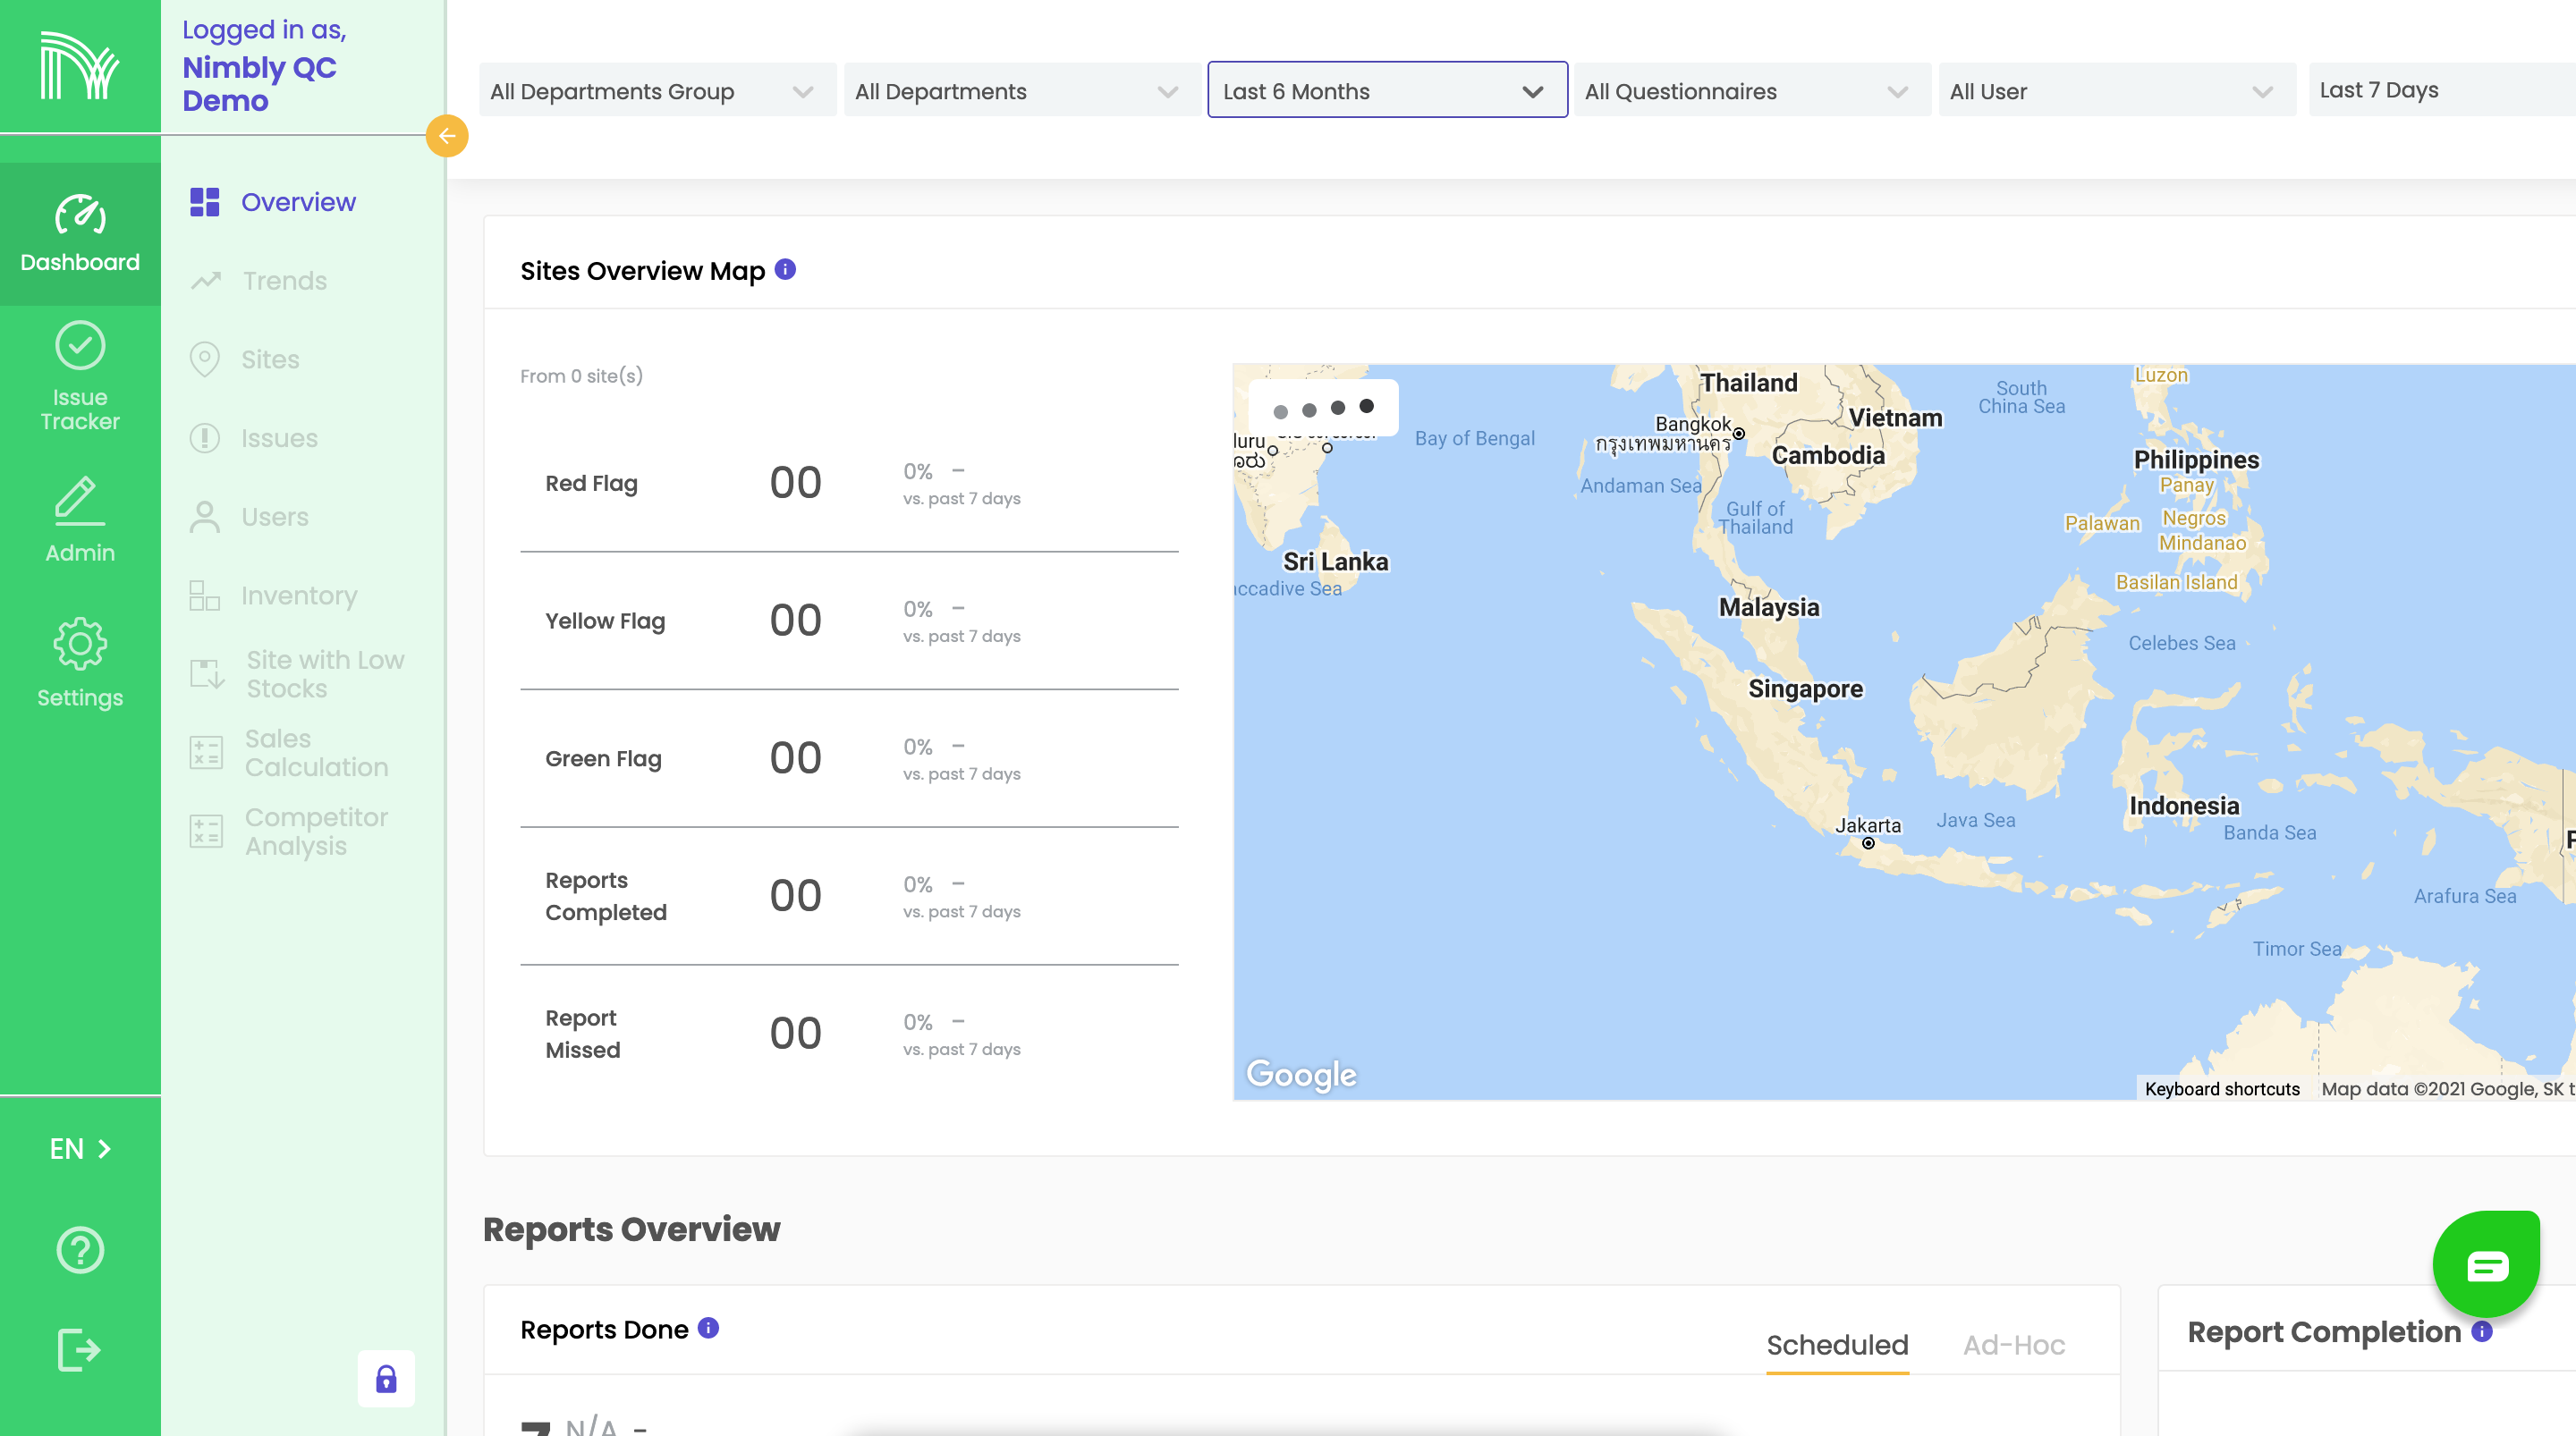 Logged in as,
Nimbly QC
Demo
Dashboard
Issue
Tracker
Admin
Settings
EN
Overview
Trends
Sites
Issues
Users
Inventory
Site with Low
Stocks
Sales
Calculation
Competitor
Analysis
All Departments Group
All Departments
Last 6 Months
All Questionnaires
All User
Last 7 Days
Sites Overview Map
From 0 site(s)
Red Flag
00
0% –
vs. past 7 days
Yellow Flag
00
0% –
vs. past 7 days
Green Flag
00
0% –
vs. past 7 days
Reports
Completed
00
0% –
vs. past 7 days
Report
Missed
00
0% –
vs. past 7 days
Thailand
Luzon
South
China Sea
Vietnam
Bangkok
กรุงเทพมหานคร
Bay of Bengal
Cambodia
Philippines
Panay
Andaman Sea
Gulf of
Thailand
Palawan
Negros
Mindanao
Sri Lanka
Basilan Island
accadive Sea
Malaysia
Celebes Sea
Singapore
Indonesia
Jakarta
Java Sea
Banda Sea
Arafura Sea
Timor Sea
Google
Keyboard shortcuts
Map data ©2021 Google, SK t
Reports Overview
Reports Done
Scheduled
Ad-Hoc
Report Completion
N/A –